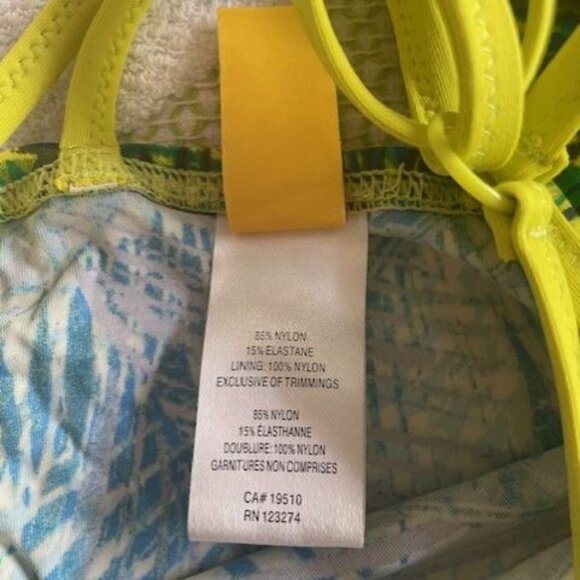 85% NYLON
15% ELASTANE
LINING: 100% NYLON
EXCLUSIVE OF TRIMMINGS
85% NYLON
15% ÉLASTHANNE
DOUBLURE: 100% NYLON
GARNITURES NON COMPRISES
CA# 19510
RN 123274